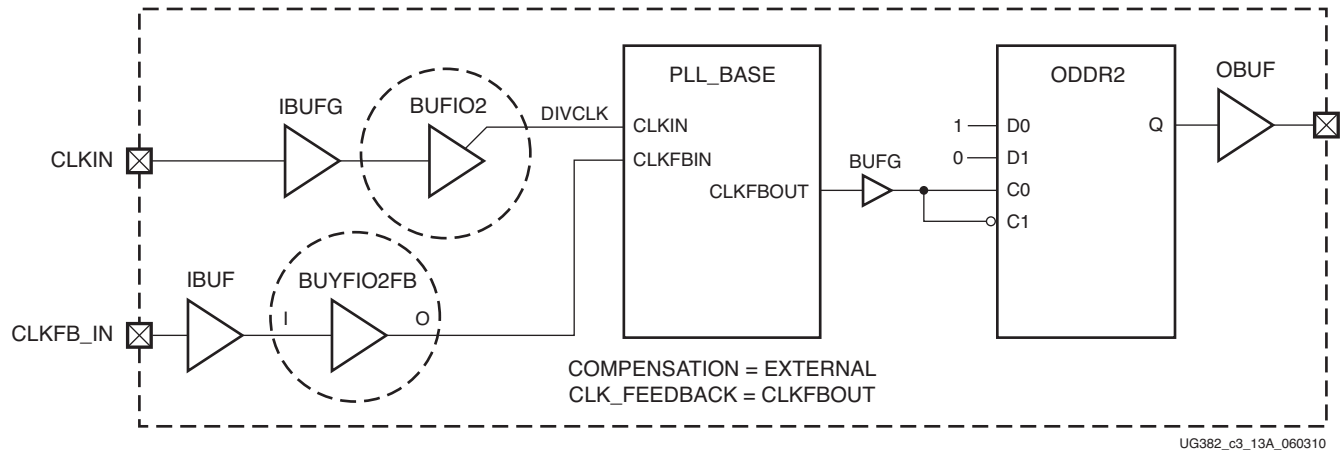 PLL_BASE
ODDR2
OBUF
IBUFG
BUFIO2
DIVCLK
CLKIN
1
D0
Q
CLKIN
CLKFBIN
0
D1
BUFG
CLKFBOUT
C0
C1
IBUF
BUYFIO2FB
CLKFB_IN
I
O
COMPENSATION = EXTERNAL
CLK_FEEDBACK = CLKFBOUT
UG382_c3_13A_060310